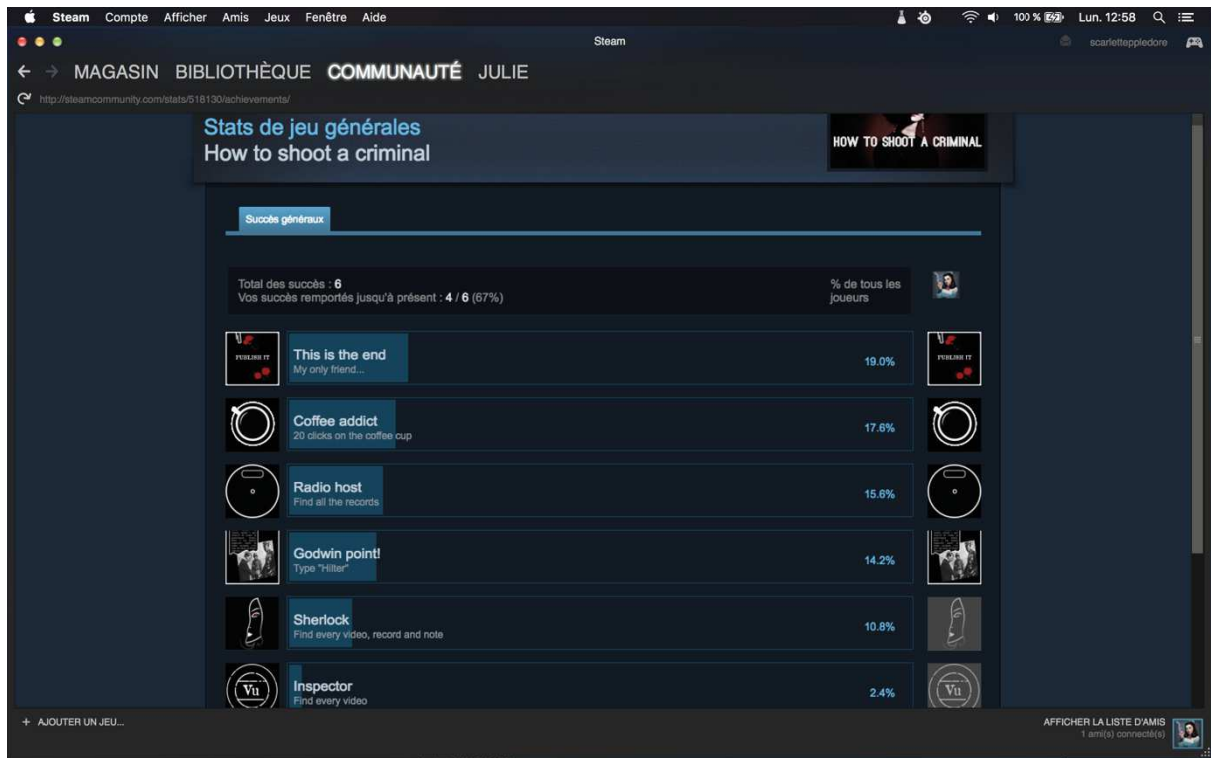 Steam Compte Afficher Amis Jeux Fenêtre Aide 100 % Lun. 12:58
Steam
scarletteppledore
MAGASIN BIBLIOTHÈQUE COMMUNAUTÉ JULIE
http://steamcommunity.com/stats/518130/achievements/
Stats de jeu générales
How to shoot a criminal
HOW TO SHOOT A CRIMINAL
Succès généraux
Total des succès : 6
Vos succès remportés jusqu'à présent : 4 / 6 (67%)
% de tous les
joueurs
PUBLISH IT
This is the end
My only friend...
19.0%
PUBLISH IT
Coffee addict
20 clicks on the coffee cup
17.6%
Radio host
Find all the records
15.6%
Godwin point!
Type "Hilter"
14.2%
Sherlock
Find every video, record and note
10.8%
Vu
Inspector
Find every video
2.4%
Vu
+ AJOUTER UN JEU...
AFFICHER LA LISTE D'AMIS
1 ami(s) connecté(s)